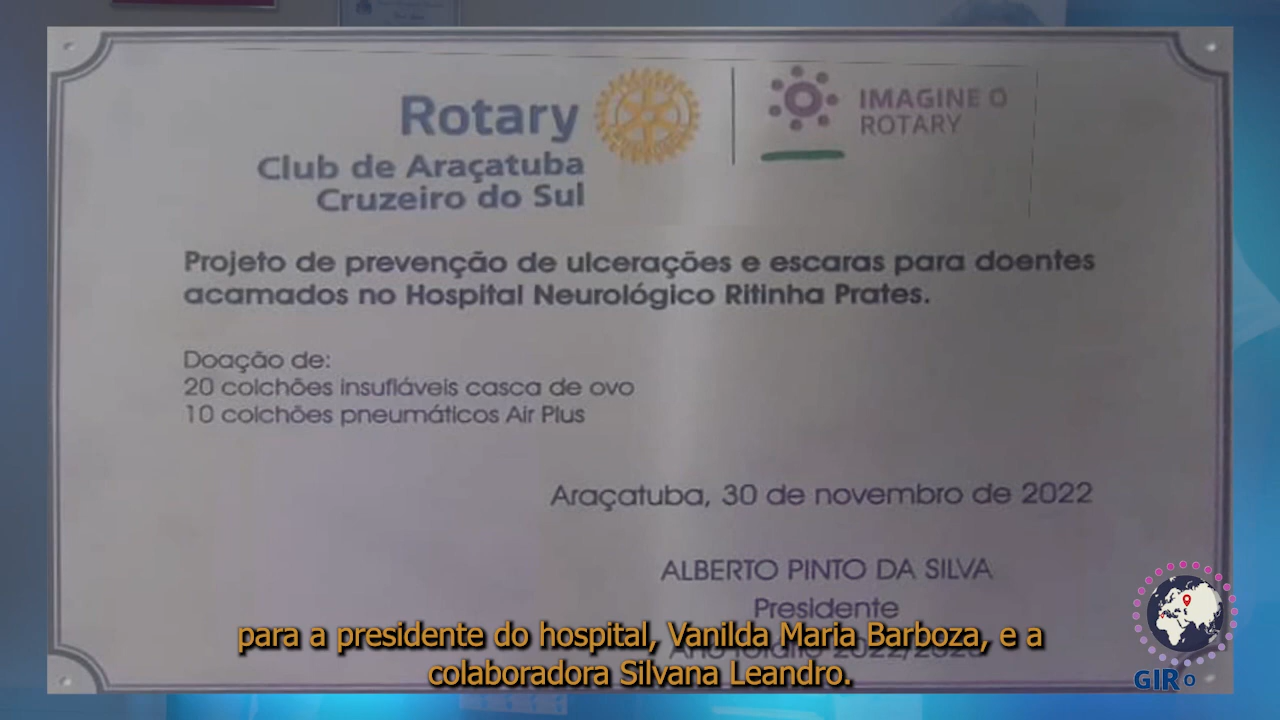 Rotary
Club de Araçatuba
Cruzeiro do Sul
IMAGINE O
ROTARY
Projeto de prevenção de ulcerações e escaras para doentes
acamados no Hospital Neurológico Ritinha Prates.
Doação de:
20 colchões insufláveis casca de ovo
10 colchões pneumáticos Air Plus
Araçatuba, 30 de novembro de 2022
ALBERTO PINTO DA SILVA
Presidente
para a presidente do hospital, Vanilda Maria Barboza, e a
colaboradora Silvana Leandro.
GIRO